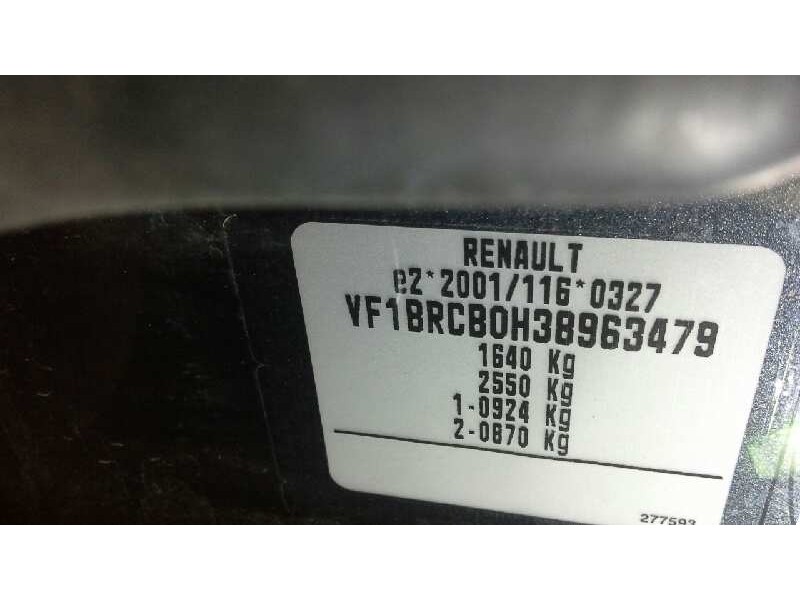 RENAULT
e2*2001/116*0327
VF1BRCB0H38963479
1640 Kg
2550 Kg
1-0924 Kg
2-0870 Kg
277593